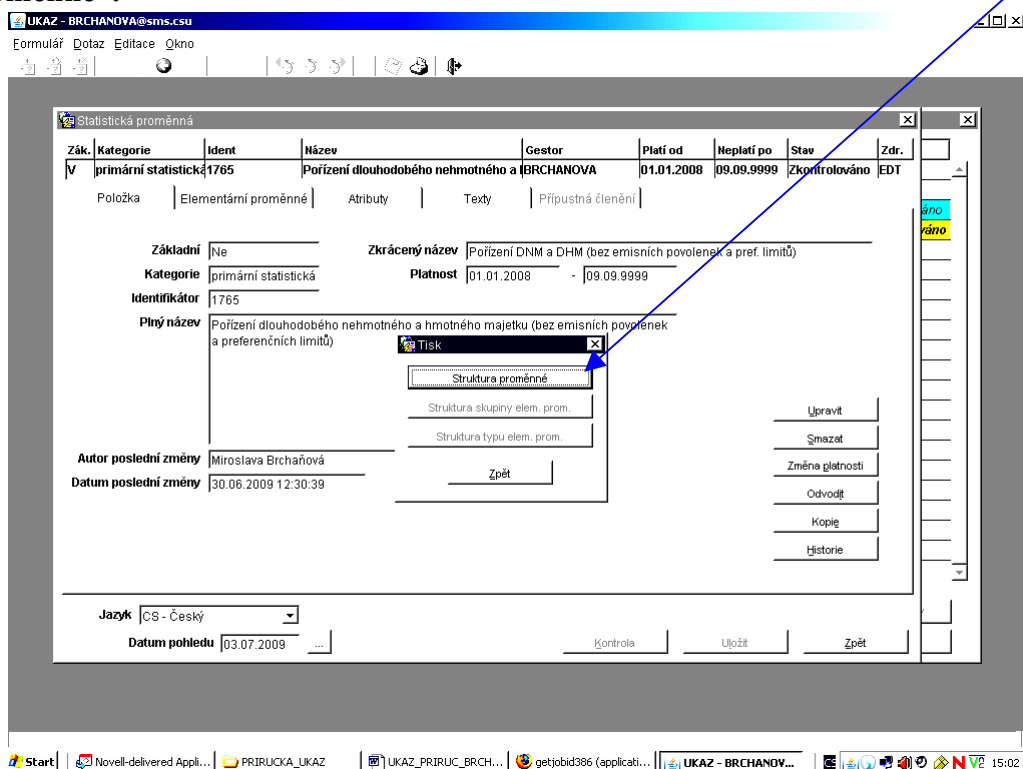 UKAZ - BRCHANOVA@sms.csu
Formulář Dotaz Editace Okno
Statistická proměnná
Zák. Kategorie Ident Název Gestor Platí od Neplatí po Stav Zdr.
V primární statistická 1765 Pořízení dlouhodobého nehmotného a BRCHANOVA 01.01.2008 09.09.9999 Zkontrolováno EDT
Položka Elementární proměnné Atributy Texty Přípustná členění
áno
váno
Základní Ne Zkrácený název Pořízení DNM a DHM (bez emisních povolenek a pref. limitů)
Kategorie primární statistická Platnost 01.01.2008 - 09.09.9999
Identifikátor 1765
Plný název Pořízení dlouhodobého nehmotného a hmotného majetku (bez emisních povolenek
a preferenčních limitů)
Tisk
Struktura proměnné
Struktura skupiny elem. prom.
Struktura typu elem. prom.
Zpět
Upravit
Smazat
Změna platnosti
Odvodit
Kopie
Historie
Autor poslední změny Miroslava Brchaňová
Datum poslední změny 30.06.2009 12:30:39
Jazyk CS - Český
Datum pohledu 03.07.2009 ...
Kontrola Uložit Zpět
Start Novell-delivered Appli... PRIRUCKA_UKAZ UKAZ_PRIRUC_BRCH... getjobid386 (applicati... UKAZ - BRCHANOV... 15:02